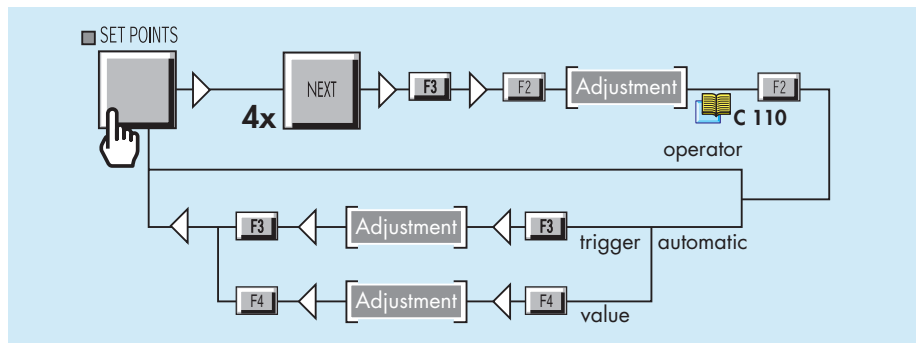 SET POINTS
4x NEXT F3 F2 Adjustment C 110 F2
operator
F3 Adjustment F3 trigger automatic
F4 Adjustment F4 value